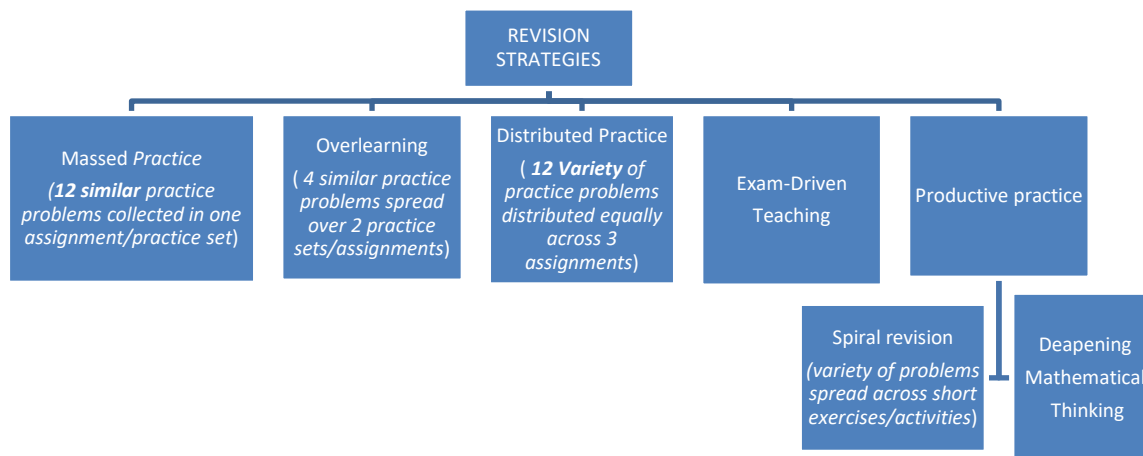 REVISION
STRATEGIES
Massed Practice
(12 similar practice
problems collected in one
assignment/practice set)
Overlearning
( 4 similar practice
problems spread
over 2 practice
sets/assignments)
Distributed Practice
( 12 Variety of
practice problems
distributed equally
across 3
assignments)
Exam-Driven
Teaching
Productive practice
Spiral revision
(variety of problems
spread across short
exercises/activities)
Deapening
Mathematical
Thinking